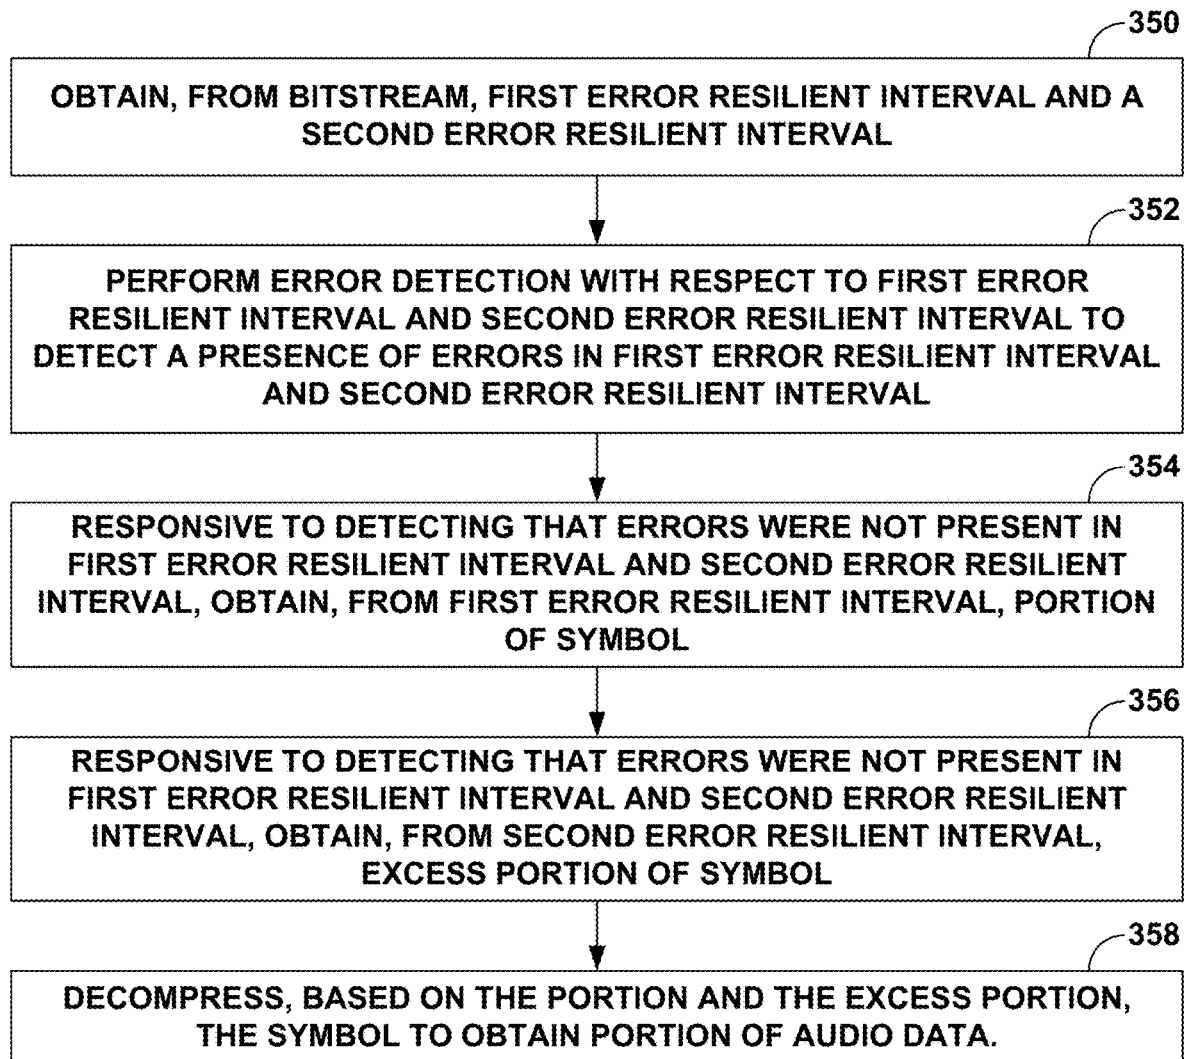 350
OBTAIN, FROM BITSTREAM, FIRST ERROR RESILIENT INTERVAL AND A
SECOND ERROR RESILIENT INTERVAL
352
PERFORM ERROR DETECTION WITH RESPECT TO FIRST ERROR
RESILIENT INTERVAL AND SECOND ERROR RESILIENT INTERVAL TO
DETECT A PRESENCE OF ERRORS IN FIRST ERROR RESILIENT INTERVAL
AND SECOND ERROR RESILIENT INTERVAL
354
RESPONSIVE TO DETECTING THAT ERRORS WERE NOT PRESENT IN
FIRST ERROR RESILIENT INTERVAL AND SECOND ERROR RESILIENT
INTERVAL, OBTAIN, FROM FIRST ERROR RESILIENT INTERVAL, PORTION
OF SYMBOL
356
RESPONSIVE TO DETECTING THAT ERRORS WERE NOT PRESENT IN
FIRST ERROR RESILIENT INTERVAL AND SECOND ERROR RESILIENT
INTERVAL, OBTAIN, FROM SECOND ERROR RESILIENT INTERVAL,
EXCESS PORTION OF SYMBOL
358
DECOMPRESS, BASED ON THE PORTION AND THE EXCESS PORTION,
THE SYMBOL TO OBTAIN PORTION OF AUDIO DATA.